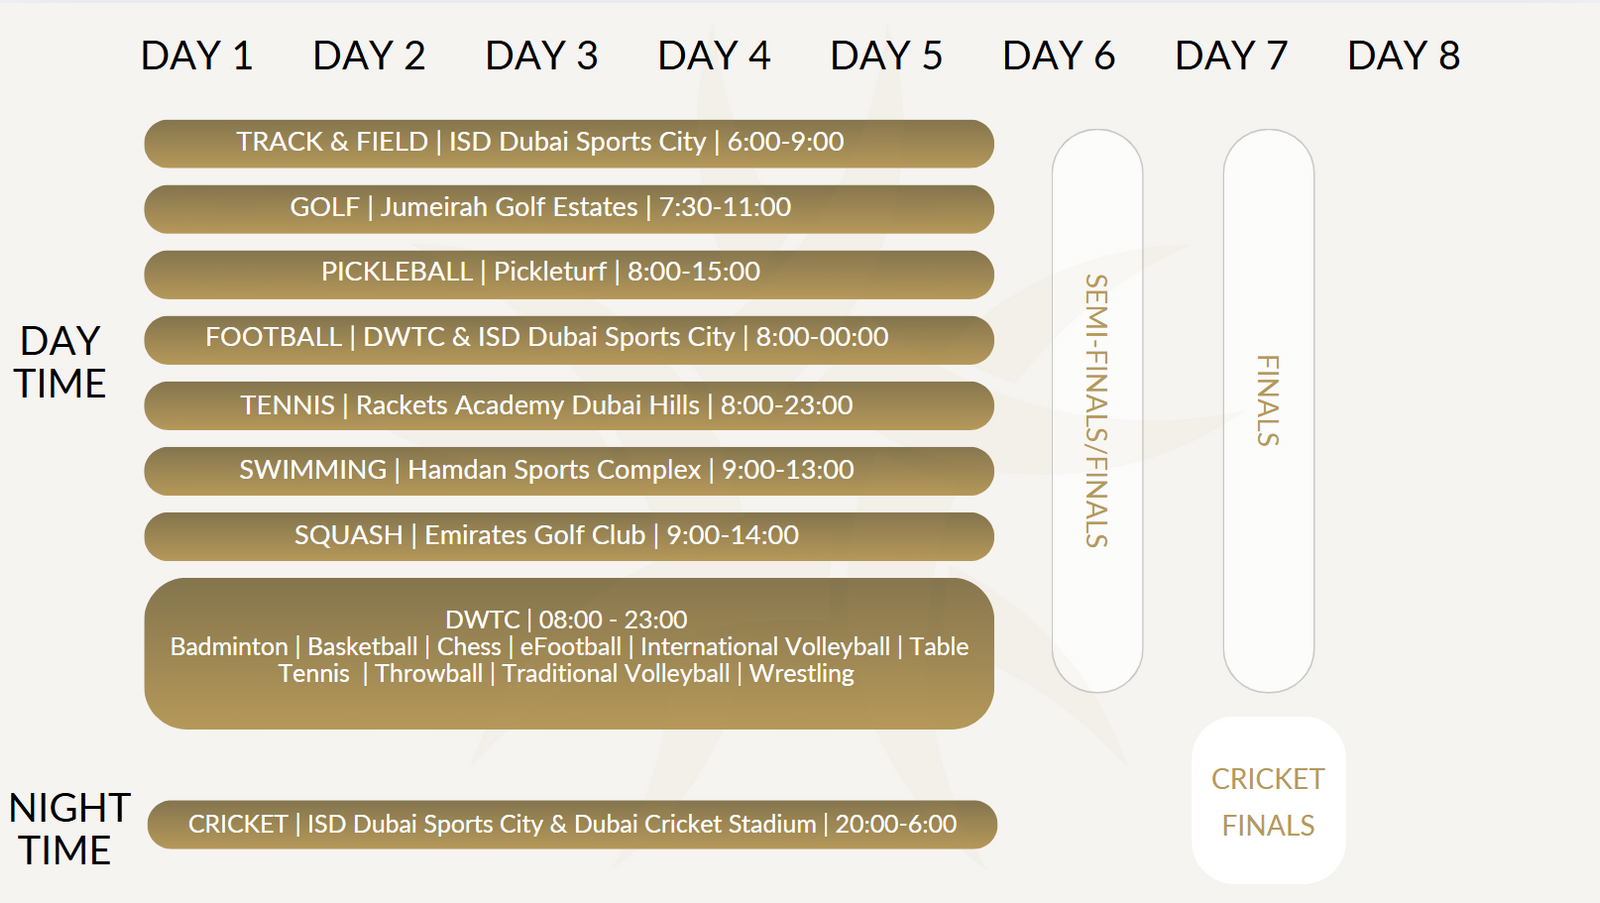 DAY 1 DAY 2 DAY 3 DAY 4 DAY 5 DAY 6 DAY 7 DAY 8
DAY
TIME
TRACK & FIELD | ISD Dubai Sports City | 6:00-9:00
GOLF | Jumeirah Golf Estates | 7:30-11:00
PICKLEBALL | Pickleturf | 8:00-15:00
FOOTBALL | DWTC & ISD Dubai Sports City | 8:00-00:00
TENNIS | Rackets Academy Dubai Hills | 8:00-23:00
SWIMMING | Hamdan Sports Complex | 9:00-13:00
SQUASH | Emirates Golf Club | 9:00-14:00
DWTC | 08:00 - 23:00
Badminton | Basketball | Chess | eFootball | International Volleyball | Table
Tennis | Throwball | Traditional Volleyball | Wrestling
SEMI-FINALS/FINALS
FINALS
NIGHT
TIME
CRICKET | ISD Dubai Sports City & Dubai Cricket Stadium | 20:00-6:00
CRICKET
FINALS